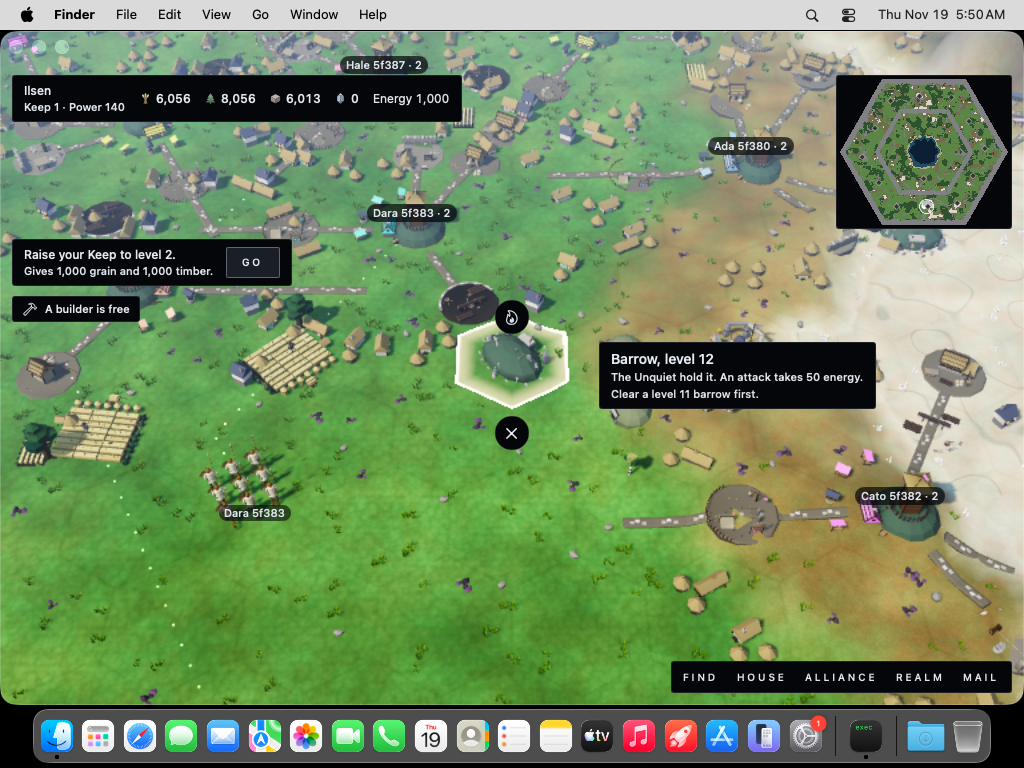 Finder File Edit View Go Window Help Thu Nov 19 5:50 AM
Hale 5f387 · 2
Ilsen
Keep 1 · Power 140
6,056 8,056 6,013 0 Energy 1,000
Ada 5f380 · 2
Dara 5f383 · 2
Raise your Keep to level 2.
Gives 1,000 grain and 1,000 timber.
GO
A builder is free
Barrow, level 12
The Unquiet hold it. An attack takes 50 energy.
Clear a level 11 barrow first.
Cato 5f382 · 2
Dara 5f383
FIND HOUSE ALLIANCE REALM MAIL
Thu
19
tv
1
exec